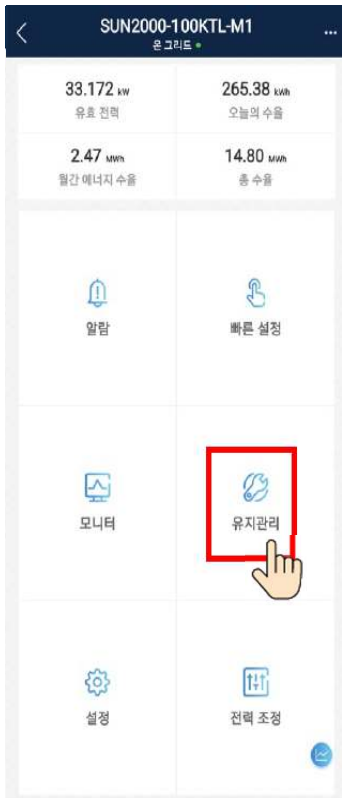 SUN2000-100KTL-M1
온 그리드
33.172 kW
265.38 kWh
유효 전력
오늘의 수율
2.47 MWh
14.80 MWh
월간 에너지 수율
총 수율
알람
빠른 설정
모니터
유지관리
설정
전력 조정